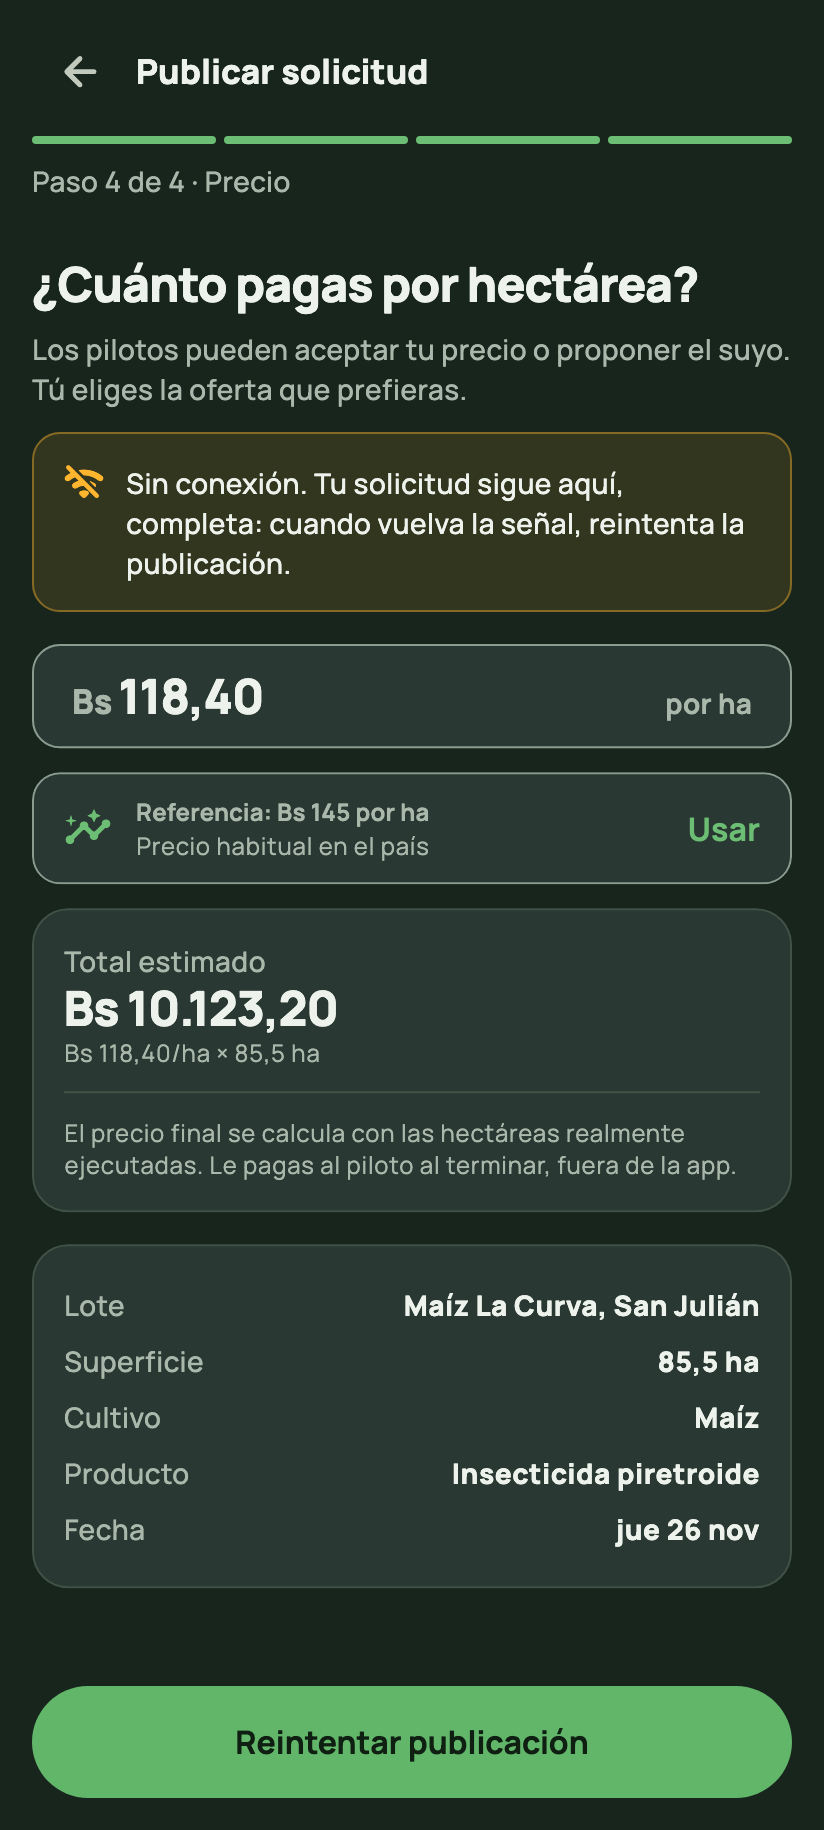 Publicar solicitud
Paso 4 de 4 · Precio
¿Cuánto pagas por hectárea?
Los pilotos pueden aceptar tu precio o proponer el suyo.
Tú eliges la oferta que prefieras.
Sin conexión. Tu solicitud sigue aquí,
completa: cuando vuelva la señal, reintenta la
publicación.
Bs 118,40 por ha
Referencia: Bs 145 por ha
Precio habitual en el país
Usar
Total estimado
Bs 10.123,20
Bs 118,40/ha × 85,5 ha
El precio final se calcula con las hectáreas realmente
ejecutadas. Le pagas al piloto al terminar, fuera de la app.
Lote Maíz La Curva, San Julián
Superficie 85,5 ha
Cultivo Maíz
Producto Insecticida piretroide
Fecha jue 26 nov
Reintentar publicación